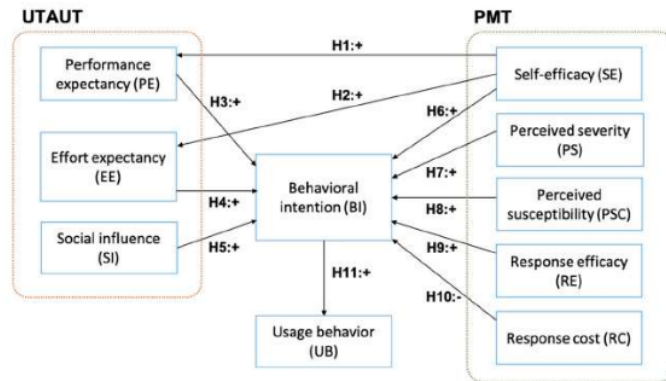 UTAUT
PMT
Performance
expectancy (PE)
H1:+
Self-efficacy (SE)
H3:+
H2:+
H6:+
Effort expectancy
(EE)
Behavioral
intention (BI)
Perceived severity
(PS)
H7:+
H4:+
H8:+
Perceived
susceptibility (PSC)
Social influence
(SI)
H5:+
H9:+
Response efficacy
(RE)
H11:+
H10:-
Usage behavior
(UB)
Response cost (RC)